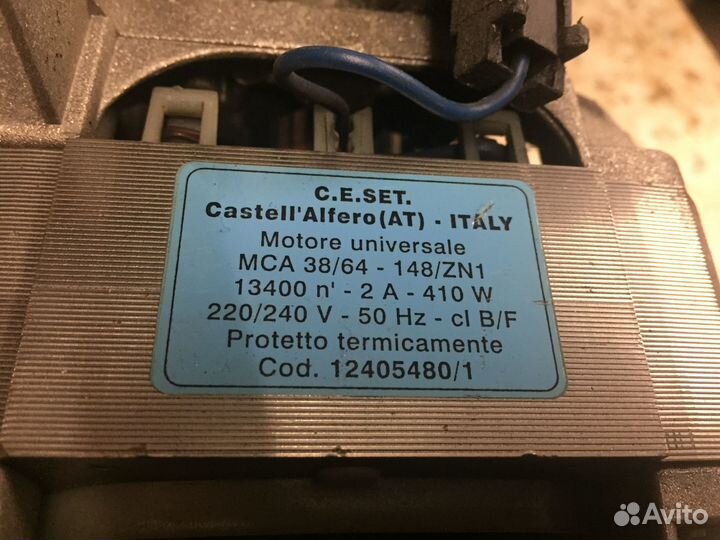 C.E.SET.
Castell'Alfero(AT) - ITALY
Motore universale
MCA 38/64 - 148/ZN1
13400 n' - 2 A - 410 W
220/240 V - 50 Hz - cl B/F
Protetto termicamente
Cod. 12405480/1
Avito